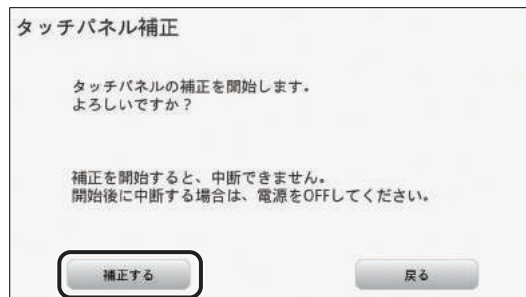 タッチパネル補正
タッチパネルの補正を開始します。
よろしいですか？
補正を開始すると、中断できません。
開始後に中断する場合は、電源をOFFしてください。
補正する
戻る